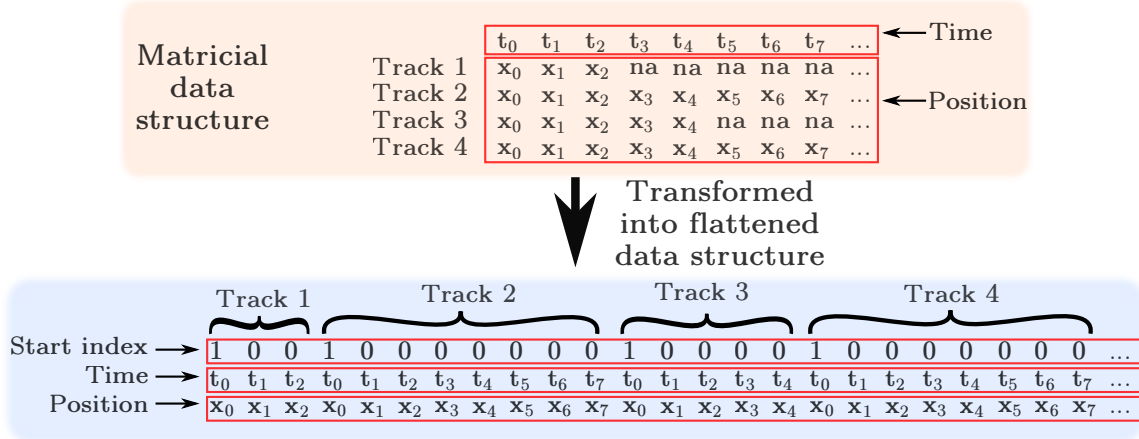 Matricial
data
structure
t₀ t₁ t₂ t₃ t₄ t₅ t₆ t₇ ...
Time
Track 1 x₀ x₁ x₂ na na na na na ...
Track 2 x₀ x₁ x₂ x₃ x₄ x₅ x₆ x₇ ...
Position
Track 3 x₀ x₁ x₂ x₃ x₄ na na na ...
Track 4 x₀ x₁ x₂ x₃ x₄ x₅ x₆ x₇ ...
Transformed
into flattened
data structure
Track 1 Track 2 Track 3 Track 4
Start index 1 0 0 1 0 0 0 0 0 0 0 1 0 0 0 0 1 0 0 0 0 0 0 0 ...
Time t₀ t₁ t₂ t₀ t₁ t₂ t₃ t₄ t₅ t₆ t₇ t₀ t₁ t₂ t₃ t₄ t₀ t₁ t₂ t₃ t₄ t₅ t₆ t₇ ...
Position x₀ x₁ x₂ x₀ x₁ x₂ x₃ x₄ x₅ x₆ x₇ x₀ x₁ x₂ x₃ x₄ x₀ x₁ x₂ x₃ x₄ x₅ x₆ x₇ ...